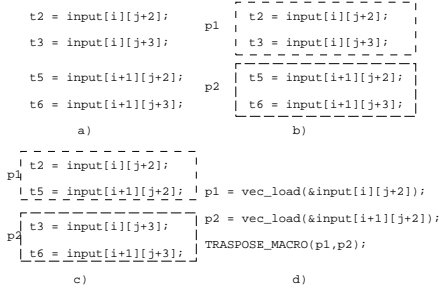 t2 = input[i][j+2];
t3 = input[i][j+3];
t5 = input[i+1][j+2];
t6 = input[i+1][j+3];
a)
p1
t2 = input[i][j+2];
t3 = input[i][j+3];
p2
t5 = input[i+1][j+2];
t6 = input[i+1][j+3];
b)
p1
t2 = input[i][j+2];
t5 = input[i+1][j+2];
p2
t3 = input[i][j+3];
t6 = input[i+1][j+3];
c)
p1 = vec_load(&input[i][j+2]);
p2 = vec_load(&input[i+1][j+2]);
TRASPOSE_MACRO(p1,p2);
d)